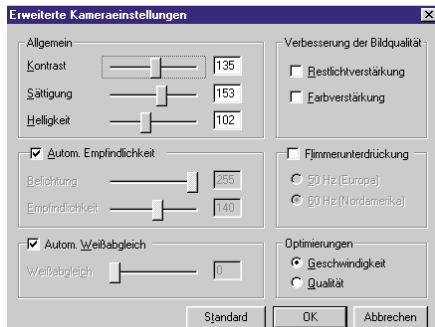 Erweiterte Kameraeinstellungen
Allgemein
Kontrast 135
Sättigung 153
Helligkeit 102
Verbesserung der Bildqualität
Restlichtverstärkung
Farbverstärkung
Autom. Empfindlichkeit
Belichtung 255
Empfindlichkeit 140
Flimmerunterdrückung
50 Hz (Europa)
60 Hz (Nordamerika)
Autom. Weißabgleich
Weißabgleich 0
Optimierungen
Geschwindigkeit
Qualität
Standard OK Abbrechen